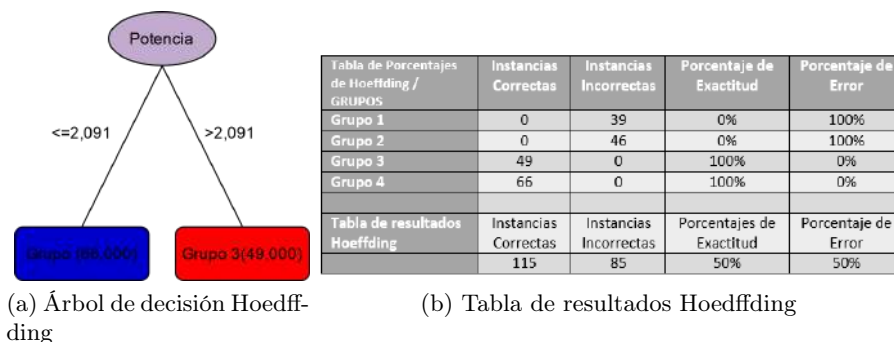 Potencia
<=2,091
>2,091
Grupo (66,000)
Grupo 3(49,000)
(a) Árbol de decisión Hoedff-
ding
Tabla de Porcentajes Instancias Instancias Porcentaje de Porcentaje de
de Hoeffding / Correctas Incorrectas Exactitud Error
GRUPOS
Grupo 1 0 39 0% 100%
Grupo 2 0 46 0% 100%
Grupo 3 49 0 100% 0%
Grupo 4 66 0 100% 0%
Tabla de resultados Instancias Instancias Porcentajes de Porcentaje de
Hoeffding Correctas Incorrectas Exactitud Error
115 85 50% 50%
(b) Tabla de resultados Hoedffding